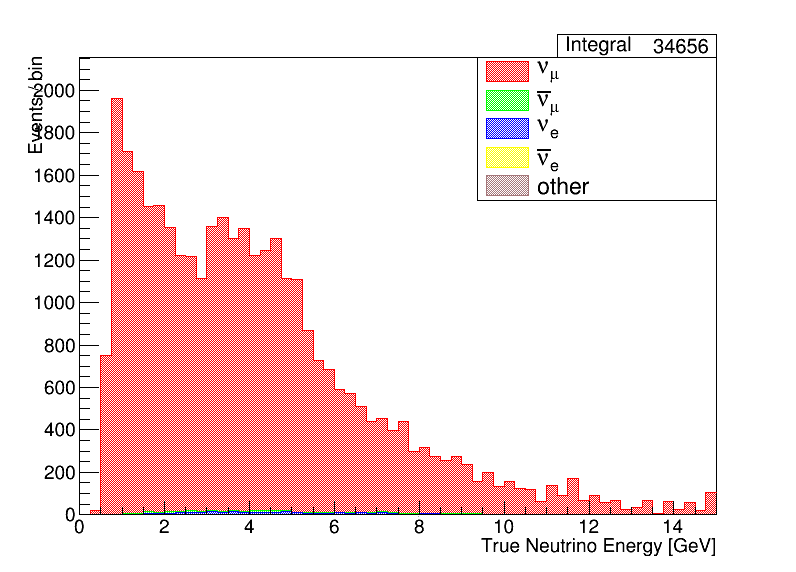 Integral 34656
Events / bin
ν_μ
ν̅_μ
ν_e
ν̅_e
other
2000
1800
1600
1400
1200
1000
800
600
400
200
0
0 2 4 6 8 10 12 14
True Neutrino Energy [GeV]